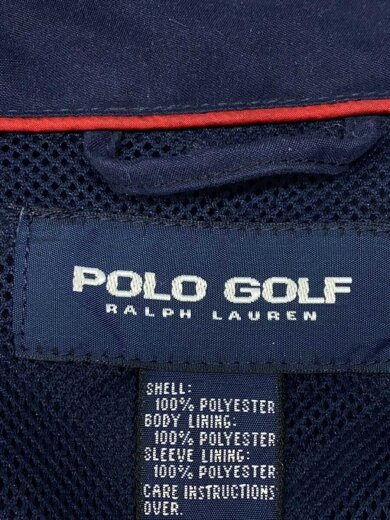 POLO GOLF
RALPH LAUREN
SHELL:
100% POLYESTER
BODY LINING:
100% POLYESTER
SLEEVE LINING:
100% POLYESTER
CARE INSTRUCTIONS
OVER.